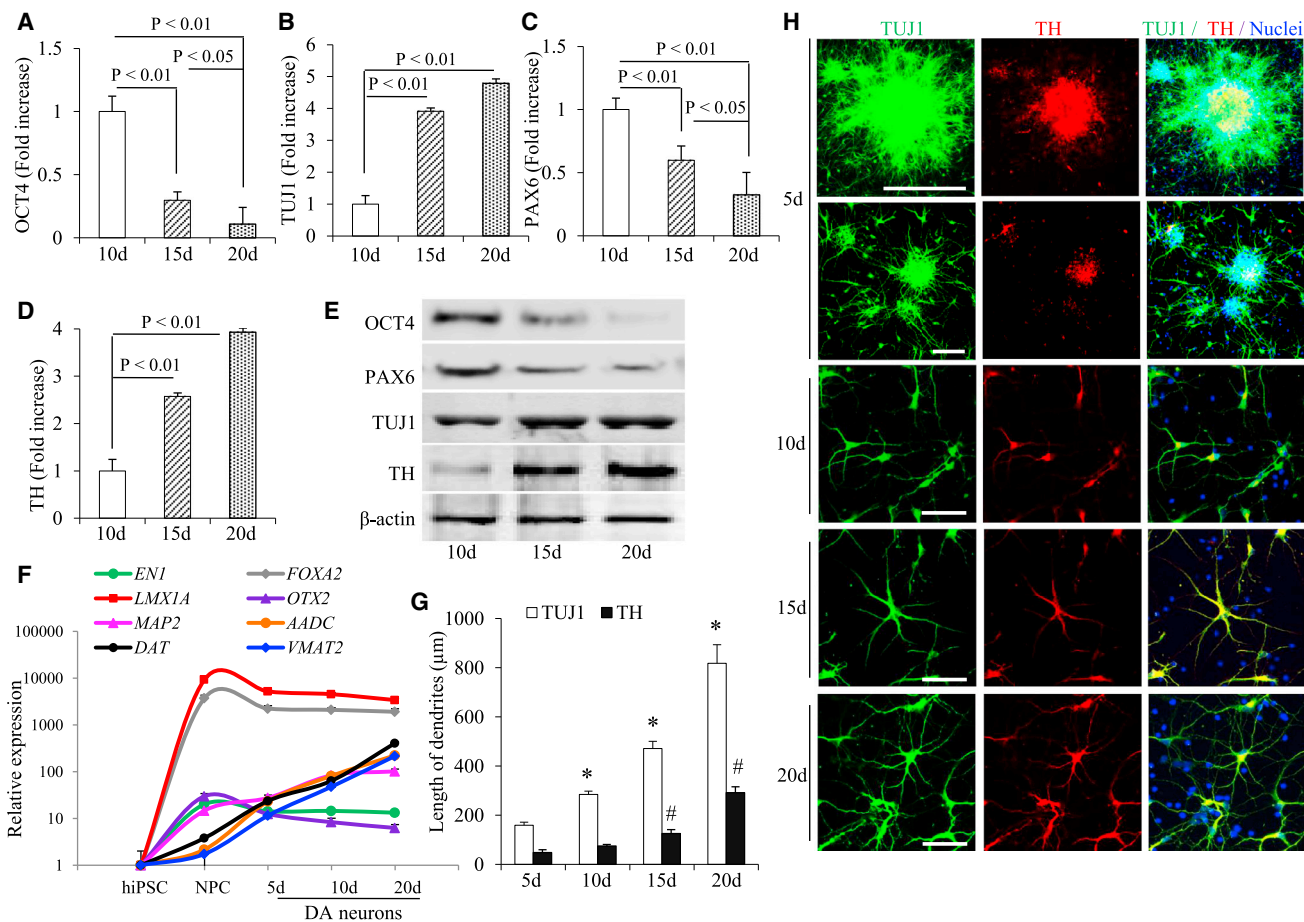 A
P < 0.01
P < 0.05
P < 0.01
OCT4 (Fold increase)
1.5
1
0.5
0
10d 15d 20d
B
P < 0.01
P < 0.01
TUJ1 (Fold increase)
6
5
4
3
2
1
0
10d 15d 20d
C
P < 0.01
P < 0.01
P < 0.05
PAX6 (Fold increase)
1.5
1
0.5
0
10d 15d 20d
D
P < 0.01
P < 0.01
TH (Fold increase)
4
3
2
1
0
10d 15d 20d
E
OCT4
PAX6
TUJ1
TH
β-actin
10d 15d 20d
F
EN1 FOXA2
LMX1A OTX2
MAP2 AADC
DAT VMAT2
Relative expression
100000
10000
1000
100
10
1
hiPSC NPC 5d 10d 20d
DA neurons
G
TUJ1 TH
Length of dendrites (µm)
1000
800
600
400
200
0
* * # * #
5d 10d 15d 20d
H
TUJ1 TH TUJ1 / TH / Nuclei
5d
10d
15d
20d